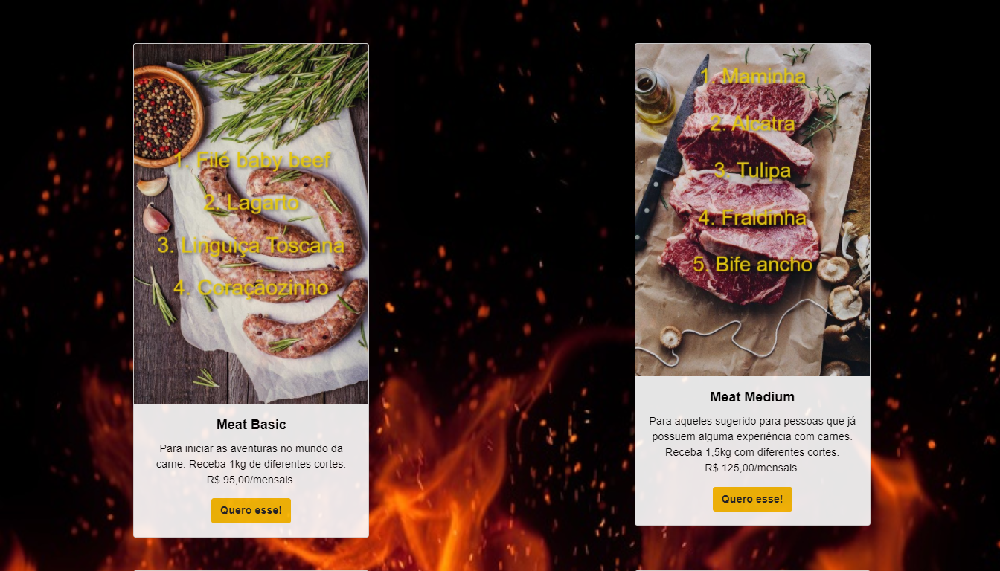 1. Filé baby beef
2. Lagarto
3. Linguiça Toscana
4. Coraçãozinho
Meat Basic
Para iniciar as aventuras no mundo da
carne. Receba 1kg de diferentes cortes.
R$ 95,00/mensais.
Quero esse!
1. Maminha
2. Alcatra
3. Tulipa
4. Fraldinha
5. Bife ancho
Meat Medium
Para aqueles sugerido para pessoas que já
possuem alguma experiência com carnes.
Receba 1,5kg com diferentes cortes.
R$ 125,00/mensais.
Quero esse!